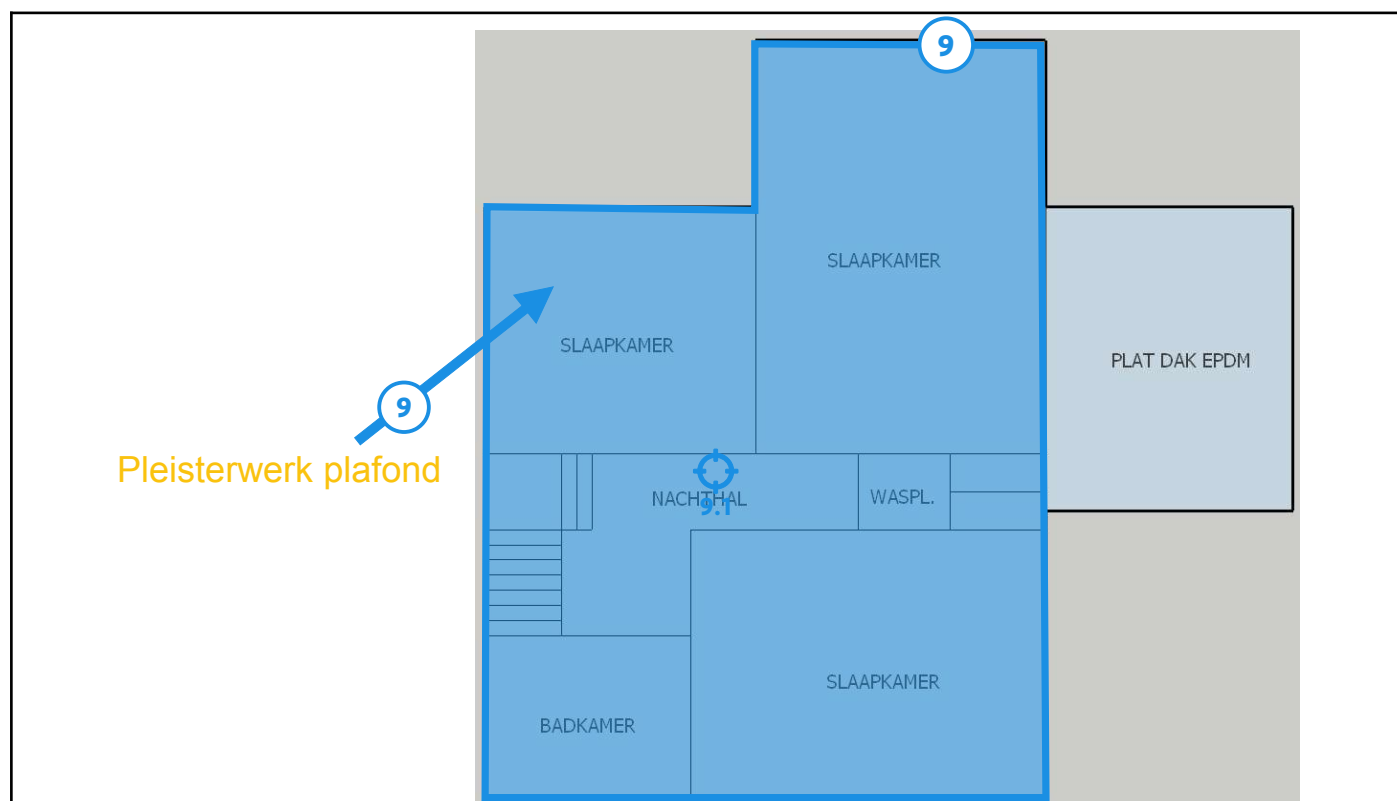 9
SLAAPKAMER
SLAAPKAMER
PLAT DAK EPDM
9
Pleisterwerk plafond
NACHTHAL
WASPL.
9.1
SLAAPKAMER
BADKAMER